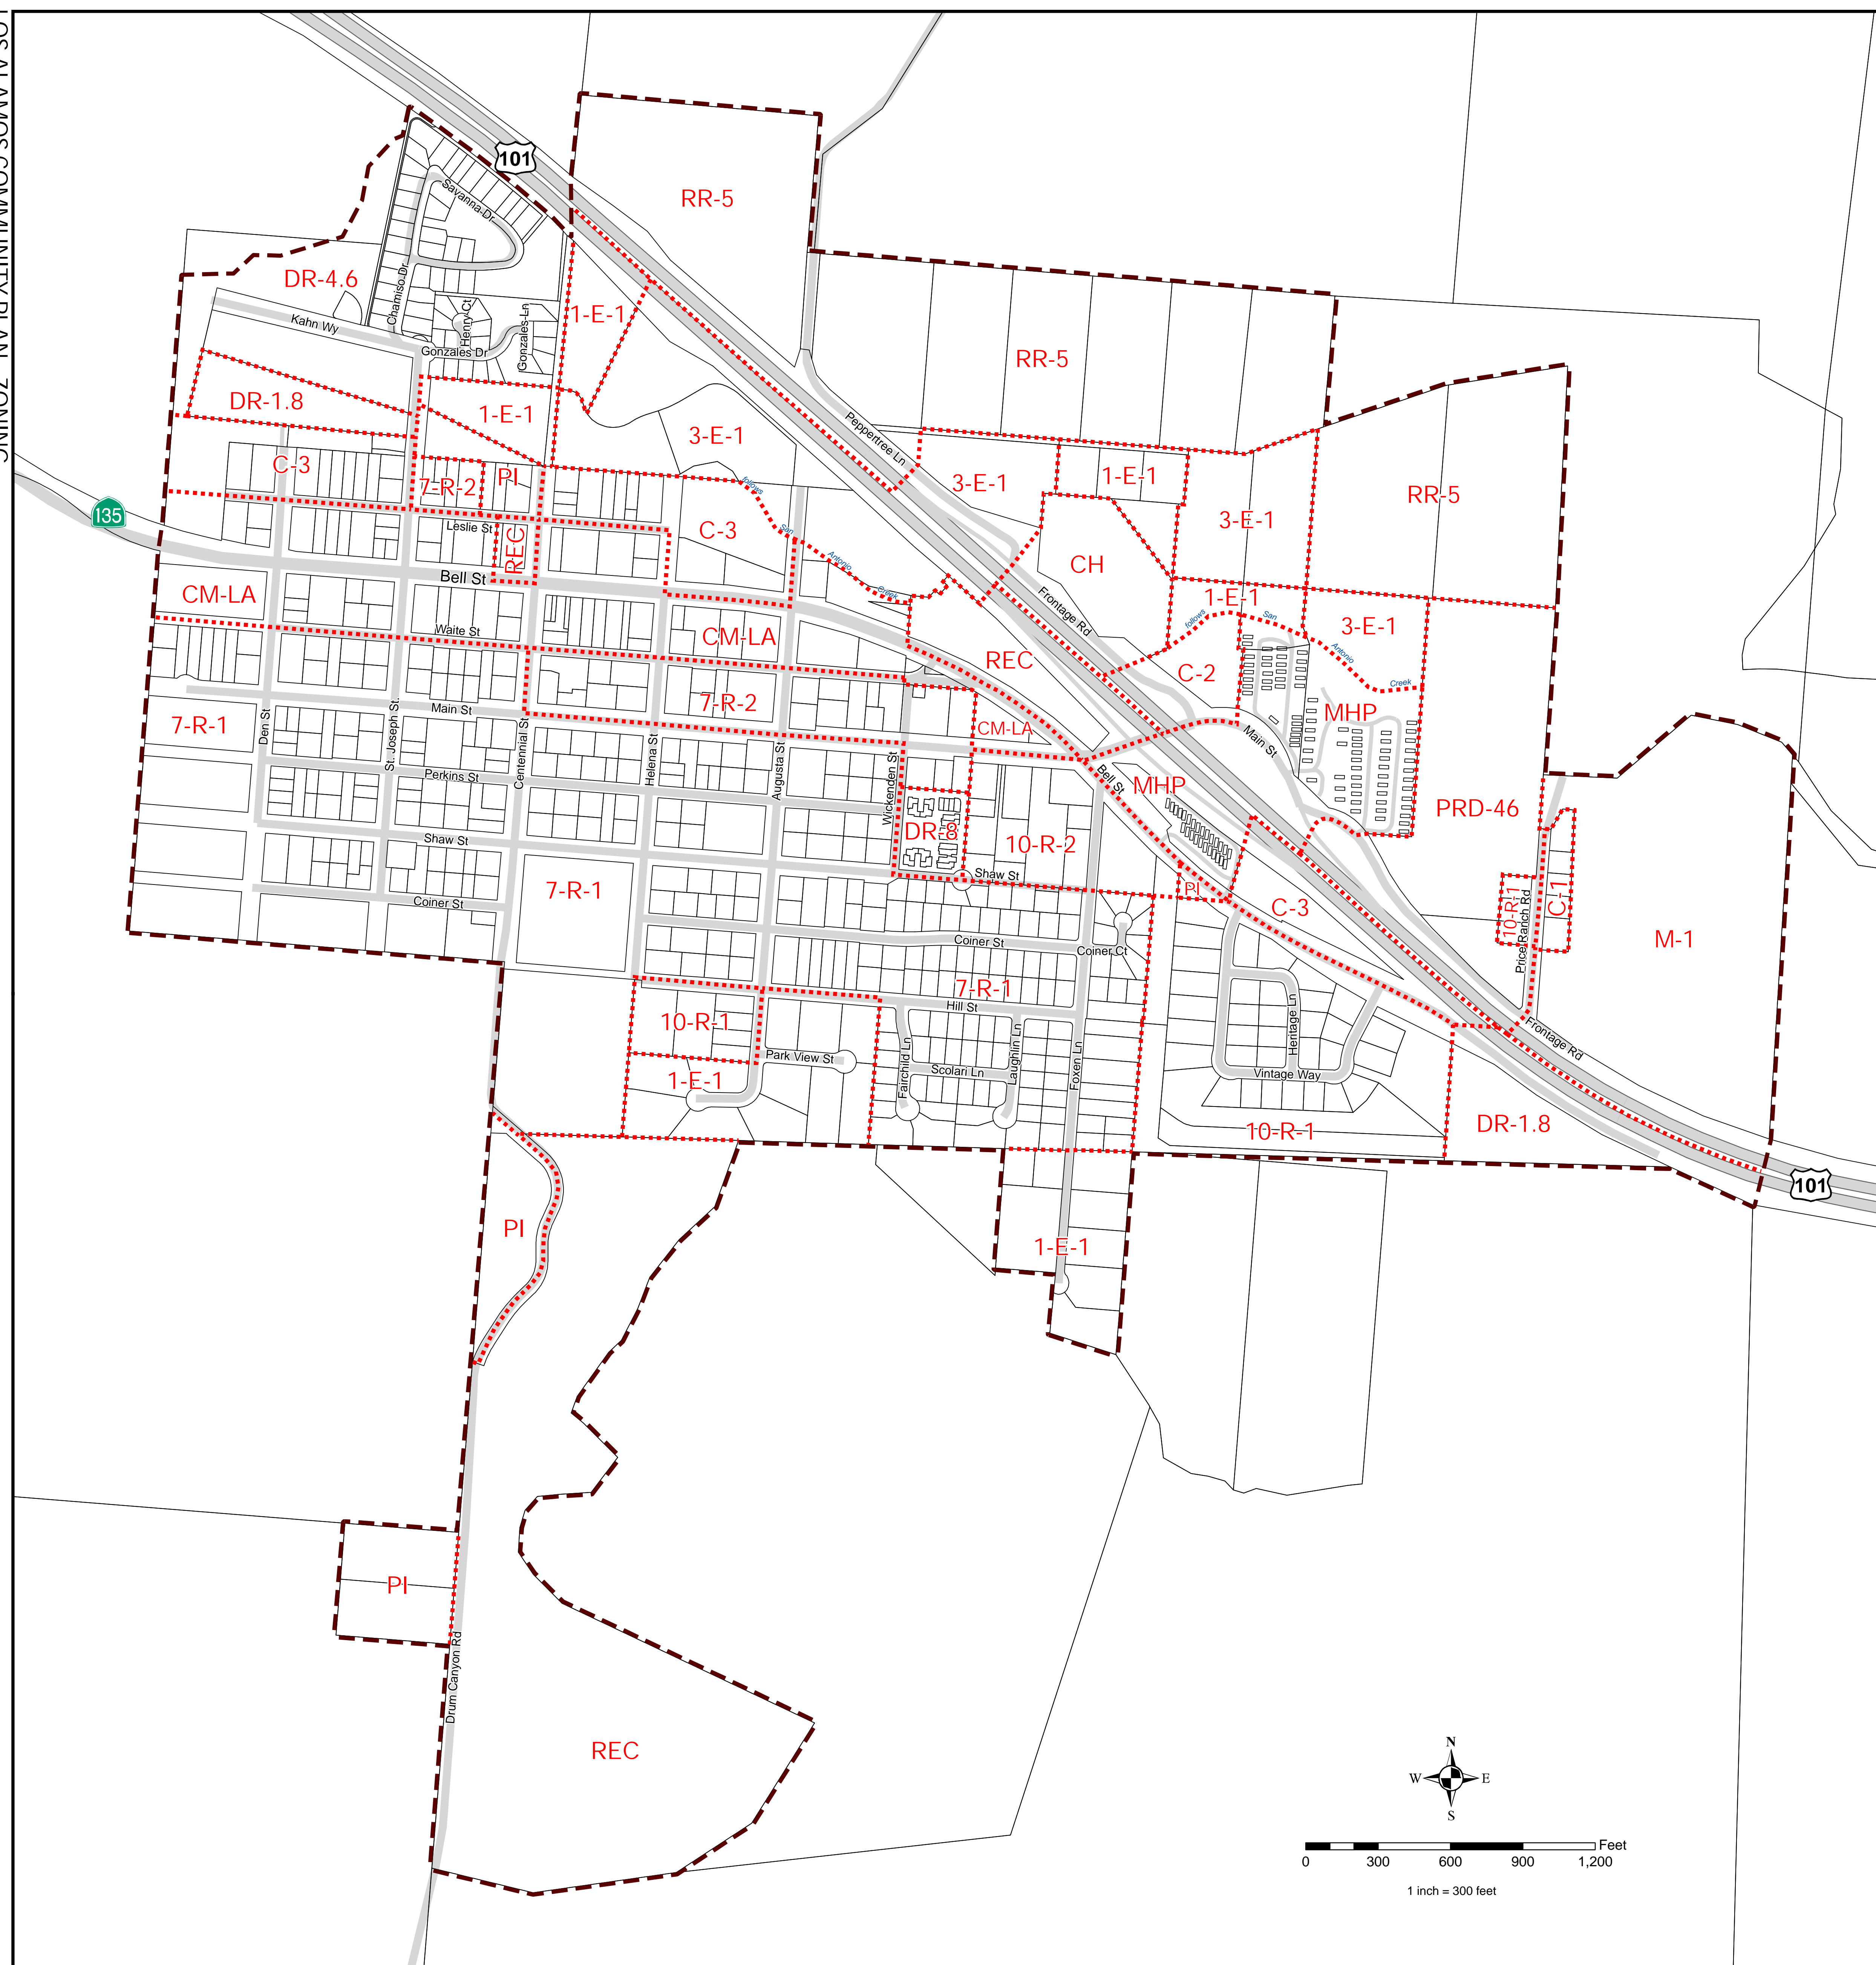 LOS ALAMOS COMMUNITY PLAN ZONING
101
RR-5
Savanna Dr
DR-4.6
Chamiso Dr
Henry Ct
Gonzales Ln
1-E-1
Kahn Wy
Gonzales Dr
RR-5
DR-1.8
1-E-1
3-E-1
Peppertree Ln
C-3
7-R-2
PI
follows
San
Antonio
Creek
3-E-1
1-E-1
3-E-1
RR-5
135
Leslie St
REC
C-3
CH
Bell St
CM-LA
Waite St
CM-LA
REC
Frontage Rd
1-E-1
follows
San
Antonio
Creek
3-E-1
C-2
7-R-1
Den St
St. Joseph St
Main St
Centennial St
7-R-2
Helena St
Augusta St
CM-LA
Main St
MHP
Perkins St
Wickenden St
DR-8
Bell St
MHP
PRD-46
10-R-2
Shaw St
Shaw St
7-R-1
PI
C-3
10-R-1
C-1
Price Ranch Rd
M-1
Coiner St
Coiner St
Coiner Ct
7-R-1
Hill St
10-R-1
Park View St
1-E-1
Fairchild Ln
Scolari Ln
Laughlin Ln
Foxen Ln
Heritage Ln
Vintage Way
Frontage Rd
10-R-1
DR-1.8
101
PI
1-E-1
PI
Drum Canyon Rd
REC
N
W
E
S
Feet
0 300 600 900 1,200
1 inch = 300 feet